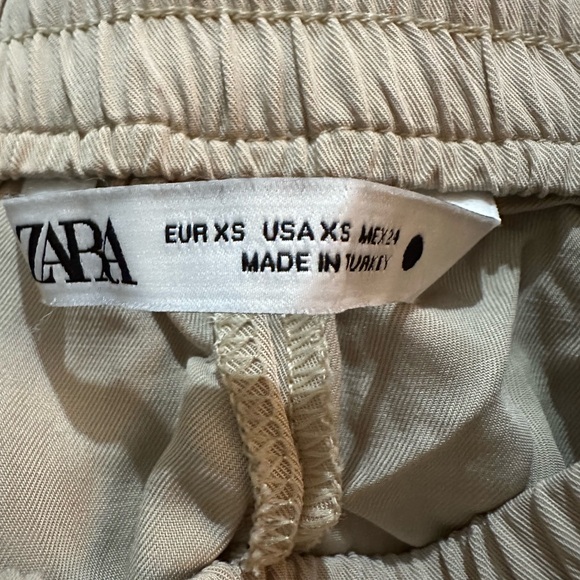 ZARA
EUR XS USA XS MEX 24
MADE IN TURKEY